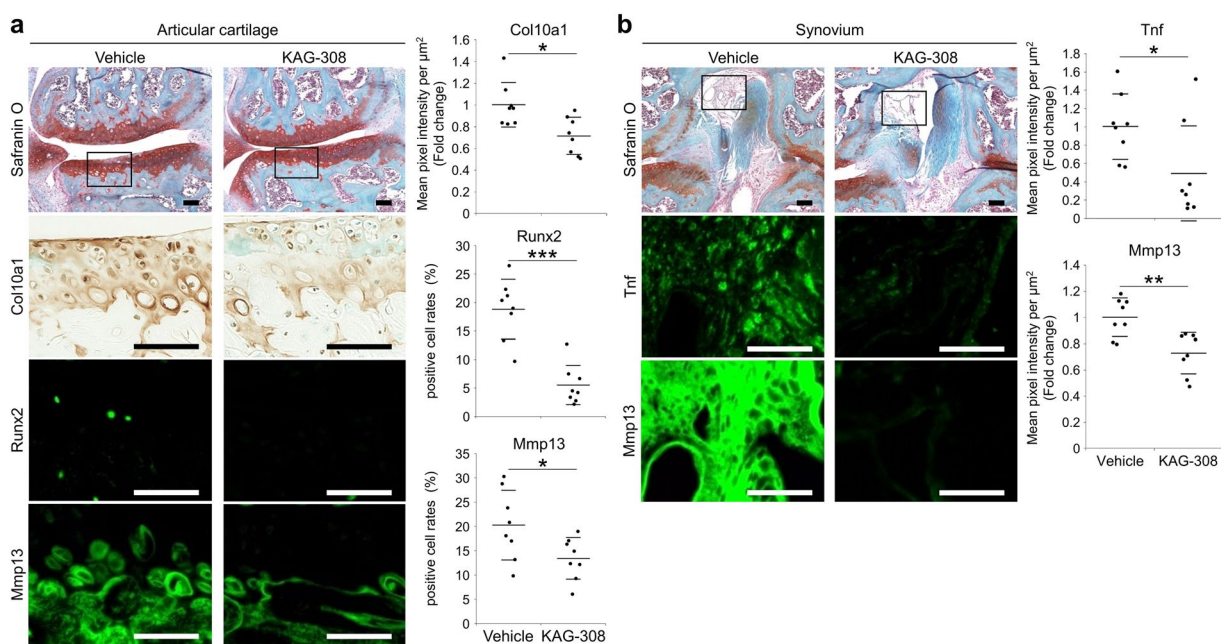 a
Articular cartilage
Vehicle
KAG-308
Safranin O
Col10a1
Runx2
Mmp13
Col10a1
*
Mean pixel intensity per µm²
(Fold change)
1.6
1.4
1.2
1.0
0.8
0.6
0.4
0.2
0
Runx2
***
positive cell rates (%)
30
25
20
15
10
5
0
Mmp13
*
positive cell rates (%)
35
30
25
20
15
10
5
0
Vehicle
KAG-308
b
Synovium
Vehicle
KAG-308
Safranin O
Tnf
Mmp13
Tnf
*
Mean pixel intensity per µm²
(Fold change)
1.8
1.6
1.4
1.2
1.0
0.8
0.6
0.4
0.2
0
Mmp13
**
Mean pixel intensity per µm²
(Fold change)
1.4
1.2
1.0
0.8
0.6
0.4
0.2
0
Vehicle
KAG-308